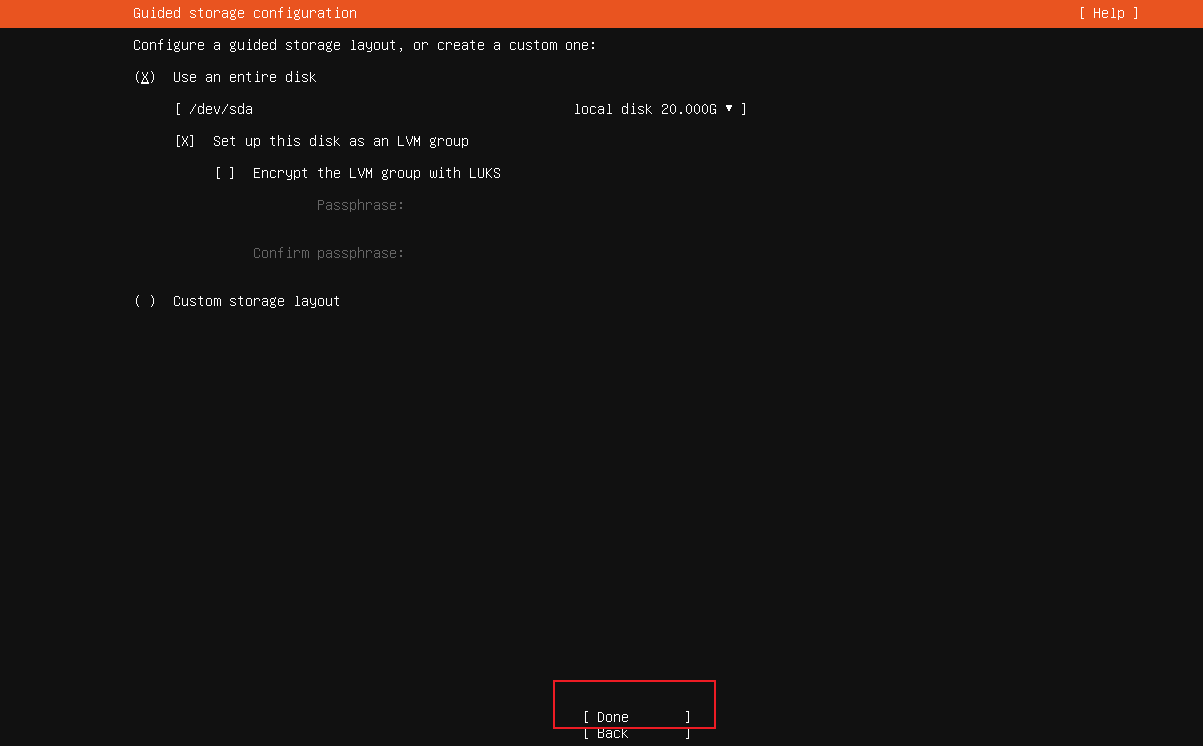 Guided storage configuration [ Help ]
Configure a guided storage layout, or create a custom one:
(X) Use an entire disk
[ /dev/sda local disk 20.000G ▼ ]
[X] Set up this disk as an LVM group
[ ] Encrypt the LVM group with LUKS
Passphrase:
Confirm passphrase:
( ) Custom storage layout
[ Done ]
[ Back ]